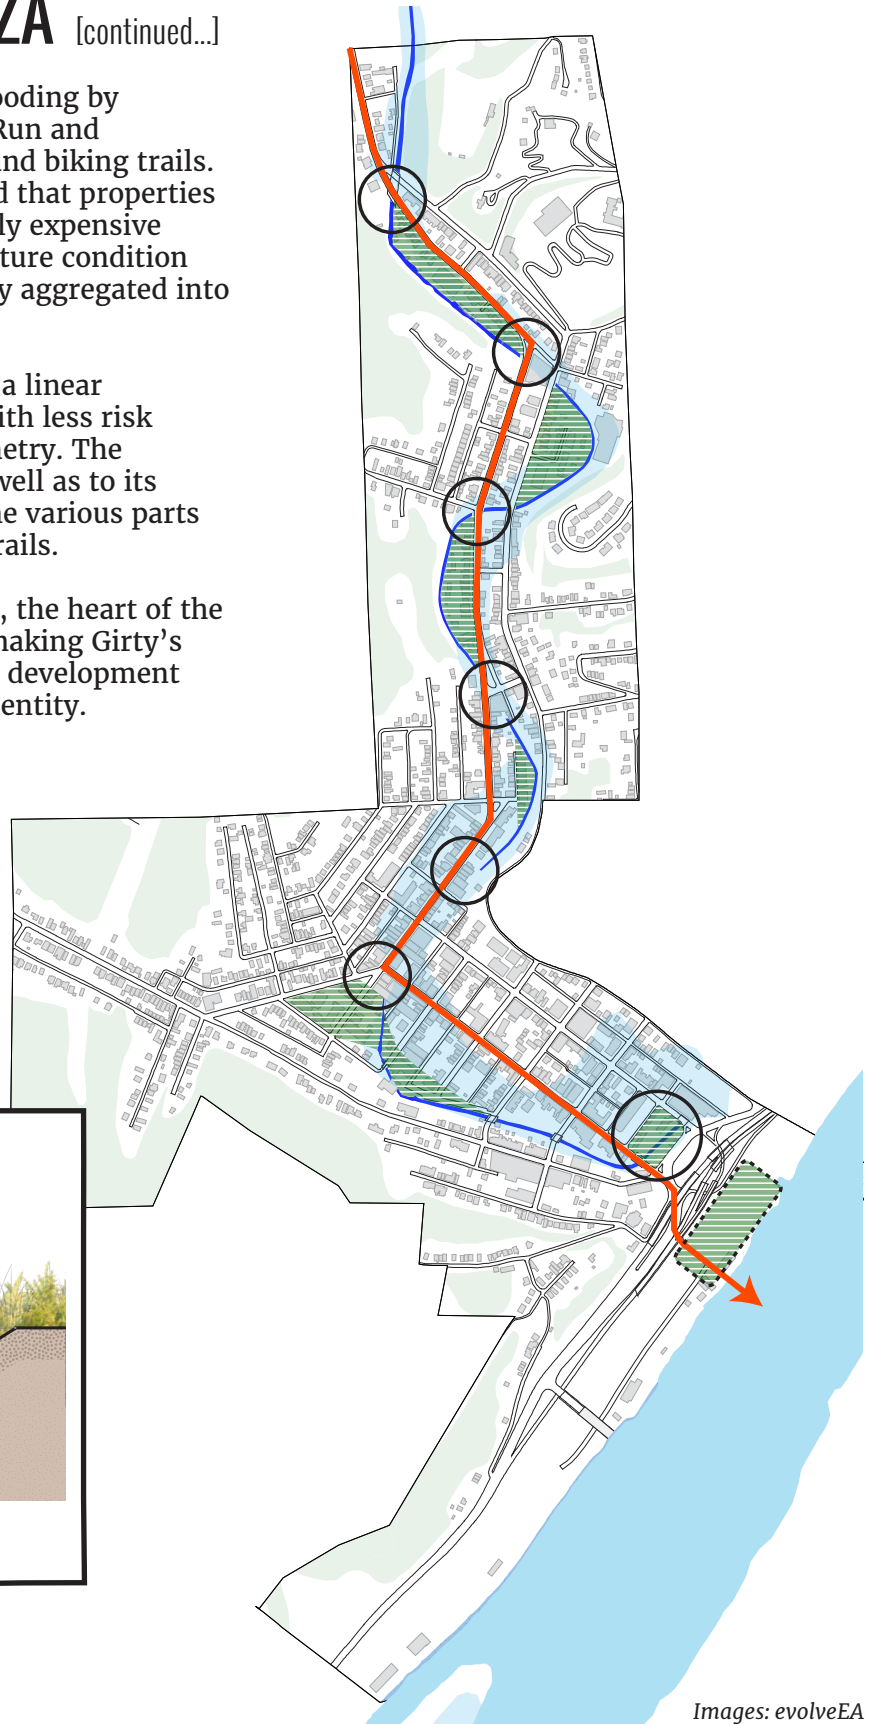 ZA [continued...]
ooding by
Run and
nd biking trails.
d that properties
ly expensive
ture condition
y aggregated into
a linear
ith less risk
etry. The
well as to its
e various parts
rails.
, the heart of the
making Girty's
development
entity.
Images: evolveEA